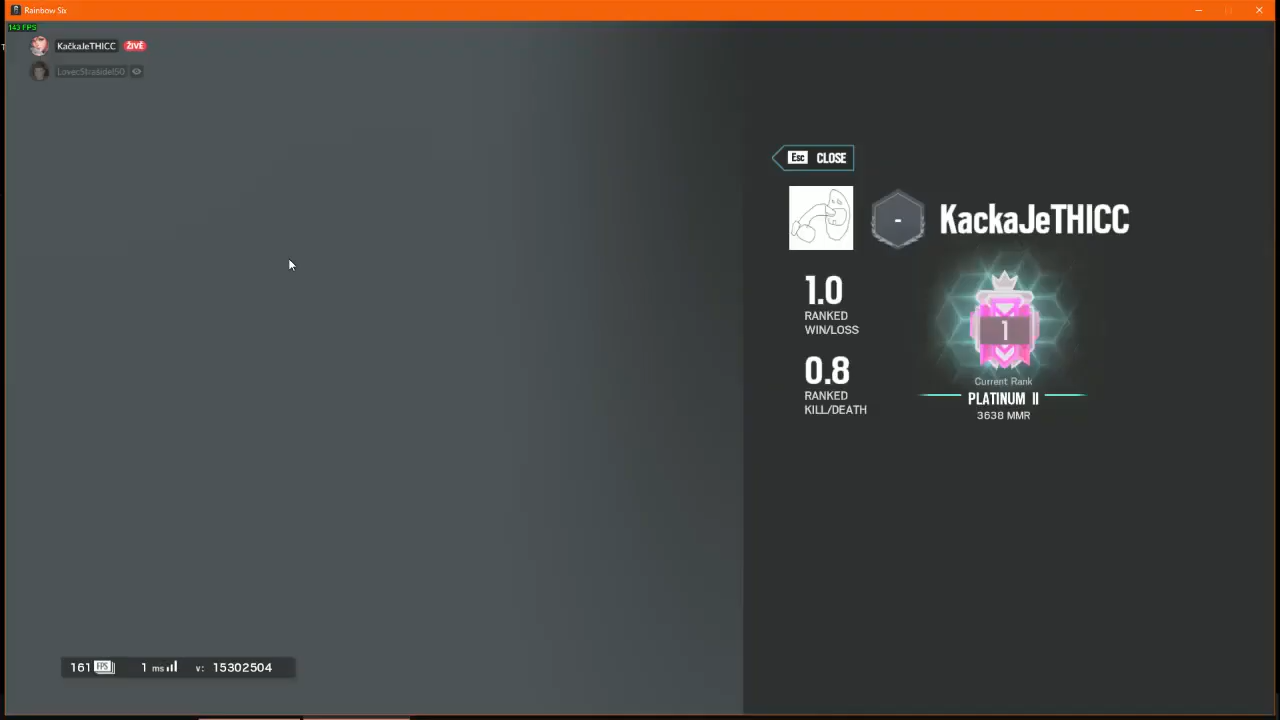 Rainbow Six
143 FPS
KačkaJeTHICC ŽIVĚ
LovecStrašidel50
Esc CLOSE
- KackaJeTHICC
1.0
RANKED
WIN/LOSS
1
0.8
RANKED
KILL/DEATH
Current Rank
PLATINUM II
3638 MMR
161 FPS 1 ms v: 15302504